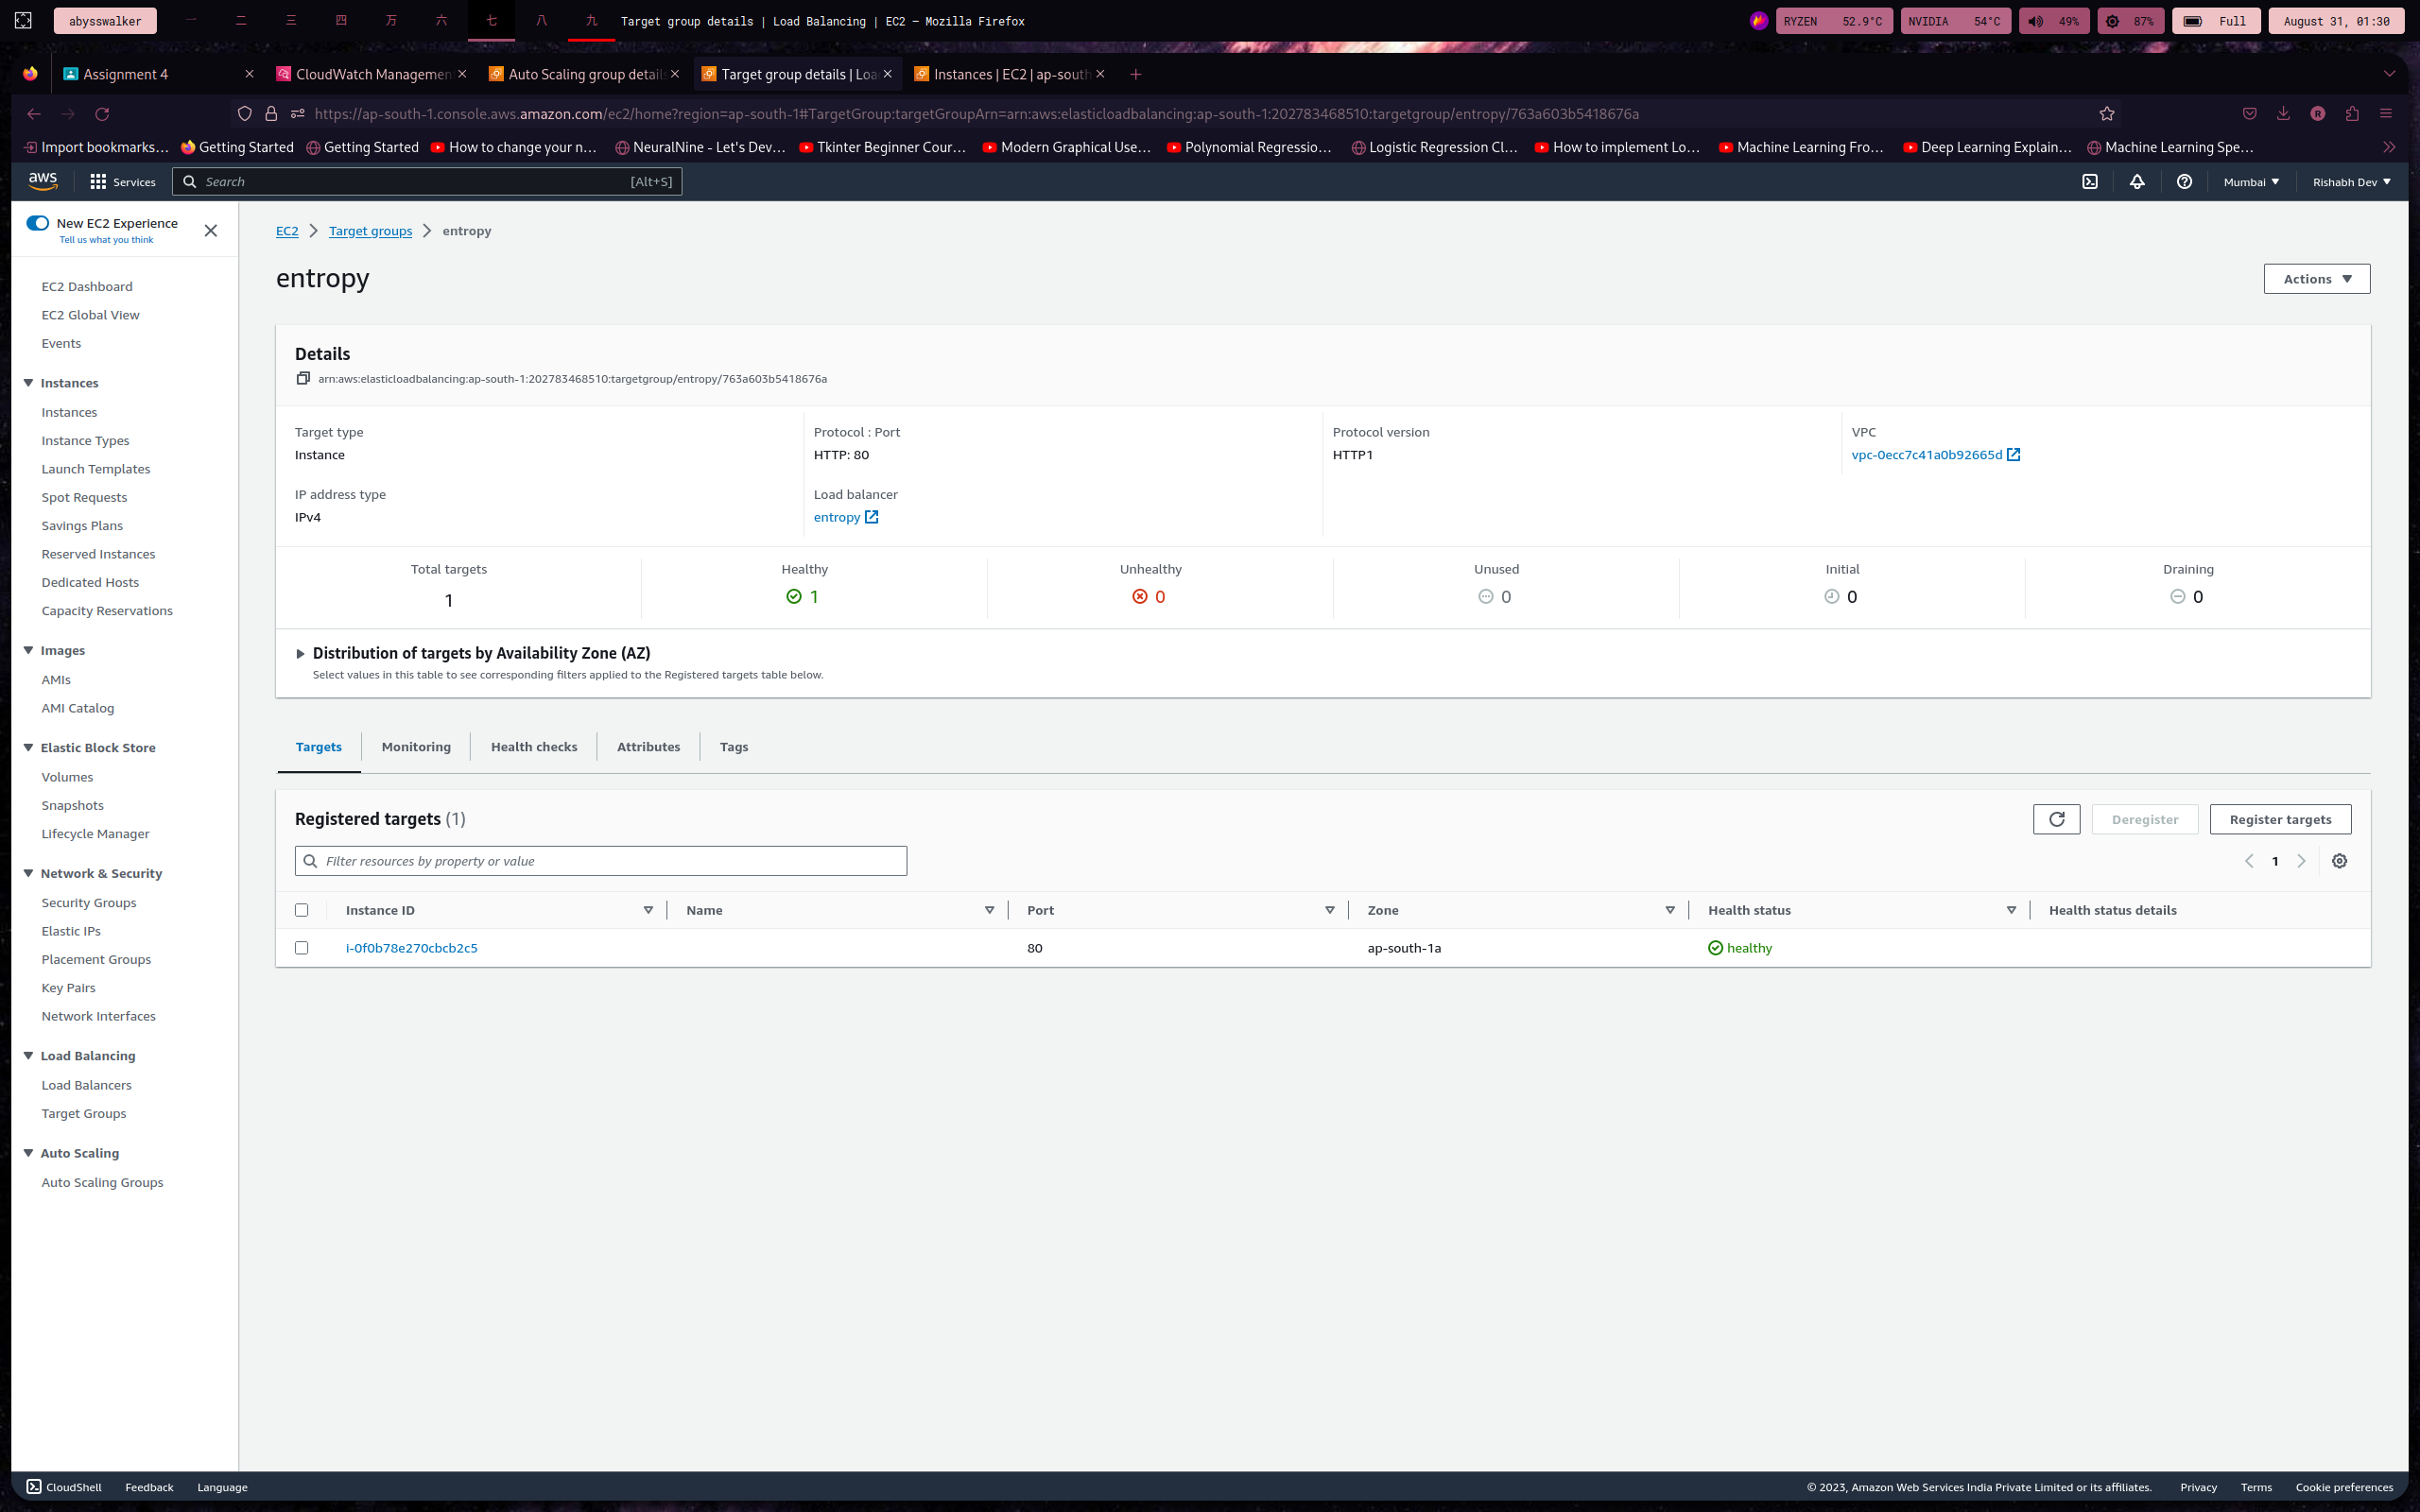 abysswalker 一 二 三 四 万 六 七 八 九 Target group details | Load Balancing | EC2 — Mozilla Firefox RYZEN 52.9°C NVIDIA 54°C 49% 87% Full August 31, 01:30
Assignment 4 CloudWatch Managemen Auto Scaling group detail Target group details | Loa Instances | EC2 | ap-south
https://ap-south-1.console.aws.amazon.com/ec2/home?region=ap-south-1#TargetGroup:targetGroupArn=arn:aws:elasticloadbalancing:ap-south-1:202783468510:targetgroup/entropy/763a603b5418676a R
Import bookmarks... Getting Started Getting Started How to change your n... NeuralNine - Let's Dev... Tkinter Beginner Cour... Modern Graphical Use... Polynomial Regressio... Logistic Regression Cl... How to implement Lo... Machine Learning Fro... Deep Learning Explain... Machine Learning Spe...
aws Services Search [Alt+S] Mumbai Rishabh Dev
New EC2 Experience
Tell us what you think
EC2 Dashboard
EC2 Global View
Events
Instances
Instances
Instance Types
Launch Templates
Spot Requests
Savings Plans
Reserved Instances
Dedicated Hosts
Capacity Reservations
Images
AMIs
AMI Catalog
Elastic Block Store
Volumes
Snapshots
Lifecycle Manager
Network & Security
Security Groups
Elastic IPs
Placement Groups
Key Pairs
Network Interfaces
Load Balancing
Load Balancers
Target Groups
Auto Scaling
Auto Scaling Groups
EC2 Target groups entropy
entropy
Actions
Details
arn:aws:elasticloadbalancing:ap-south-1:202783468510:targetgroup/entropy/763a603b5418676a
Target type Protocol : Port Protocol version VPC
Instance HTTP: 80 HTTP1 vpc-0ecc7c41a0b92665d
IP address type Load balancer
IPv4 entropy
Total targets Healthy Unhealthy Unused Initial Draining
1 1 0 0 0 0
Distribution of targets by Availability Zone (AZ)
Select values in this table to see corresponding filters applied to the Registered targets table below.
Targets Monitoring Health checks Attributes Tags
Registered targets (1) Deregister Register targets
Filter resources by property or value 1
Instance ID Name Port Zone Health status Health status details
i-0f0b78e270cbcb2c5 80 ap-south-1a healthy
CloudShell Feedback Language © 2023, Amazon Web Services India Private Limited or its affiliates. Privacy Terms Cookie preferences